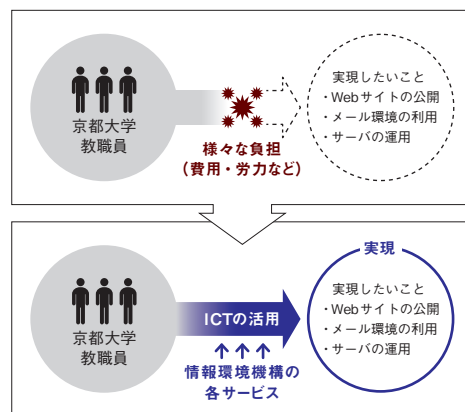 京都大学
教職員
様々な負担
（費用・労力など）
実現したいこと
・Webサイトの公開
・メール環境の利用
・サーバの運用
京都大学
教職員
ICTの活用
情報環境機構の
各サービス
実現
実現したいこと
・Webサイトの公開
・メール環境の利用
・サーバの運用